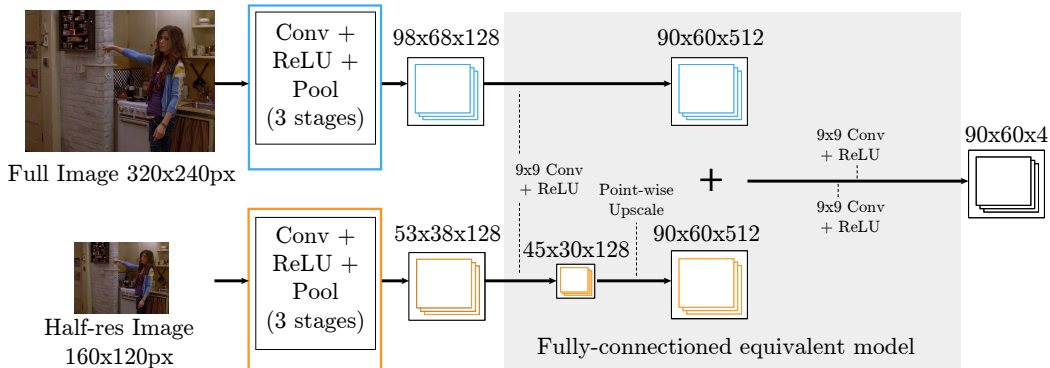 Conv +
ReLU +
Pool
(3 stages)
98x68x128
90x60x512
Full Image 320x240px
9x9 Conv
+ ReLU
Point-wise
Upscale
+
9x9 Conv
+ ReLU
9x9 Conv
+ ReLU
90x60x4
Conv +
ReLU +
Pool
(3 stages)
53x38x128
45x30x128
90x60x512
Half-res Image
160x120px
Fully-connectioned equivalent model